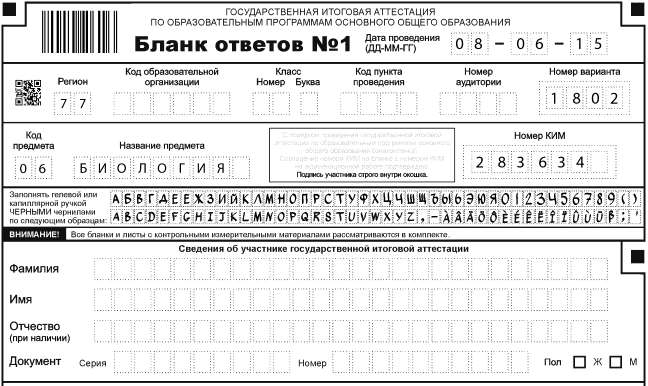 ГОСУДАРСТВЕННАЯ ИТОГОВАЯ АТТЕСТАЦИЯ
ПО ОБРАЗОВАТЕЛЬНЫМ ПРОГРАММАМ ОСНОВНОГО ОБЩЕГО ОБРАЗОВАНИЯ
Бланк ответов №1
Дата проведения (ДД-ММ-ГГ) 08-06-15
Регион 77
Код образовательной организации
Класс Номер Буква
Код пункта проведения
Номер аудитории
Номер варианта 1802
Код предмета 06
Название предмета БИОЛОГИЯ
Подпись участника строго внутри окошка.
Номер КИМ 283634
Заполнять гелевой или капиллярной ручкой ЧЕРНЫМИ чернилами по следующим образцам:
АБВГДЕЕЖЗИЙКЛМНОПРСТУФХЦЧШЩЪЫЬЭЮЯ0123456789()
ABCDEFGHIJKLMNOPQRSTUVWXYZ,-
ВНИМАНИЕ! Все бланки и листы с контрольными измерительными материалами рассматриваются в комплекте.
Сведения об участнике государственной итоговой аттестации
Фамилия
Имя
Отчество (при наличии)
Документ Серия Номер Пол Ж М